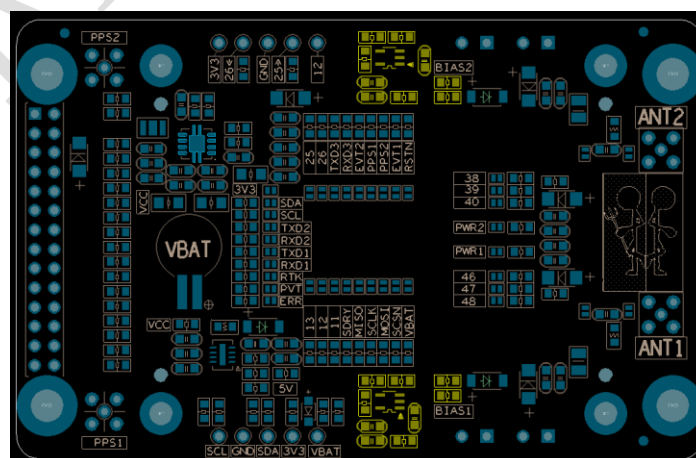 PPS2
3V3
26
GND
25
12
BIAS2
ANT2
25
26
TXD3
RXD3
EVT2
PPS1
PPS2
EVT1
RSTN
38
39
40
3V3
SDA
SCL
TXD2
RXD2
TXD1
RXD1
RTK
PVT
ERR
VCC
VBAT
PWR2
PWR1
46
47
48
VCC
13
12
11
SDRY
MISO
SCLK
MOSI
SCSN
VBAT
ANT1
5V
BIAS1
PPS1
SCL
GND
SDA
3V3
VBAT